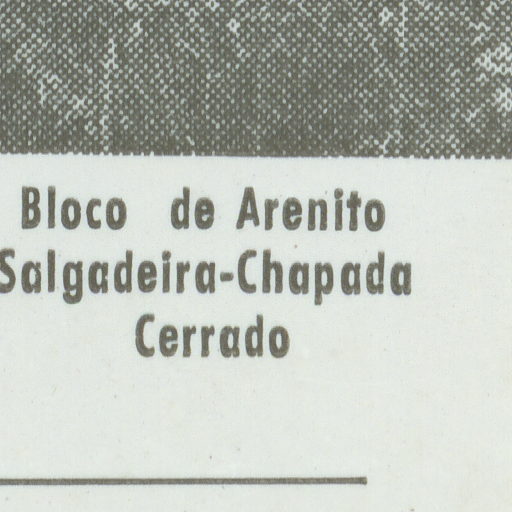 Bloco de Arenito
Salgadeira-Chapada
Cerrado